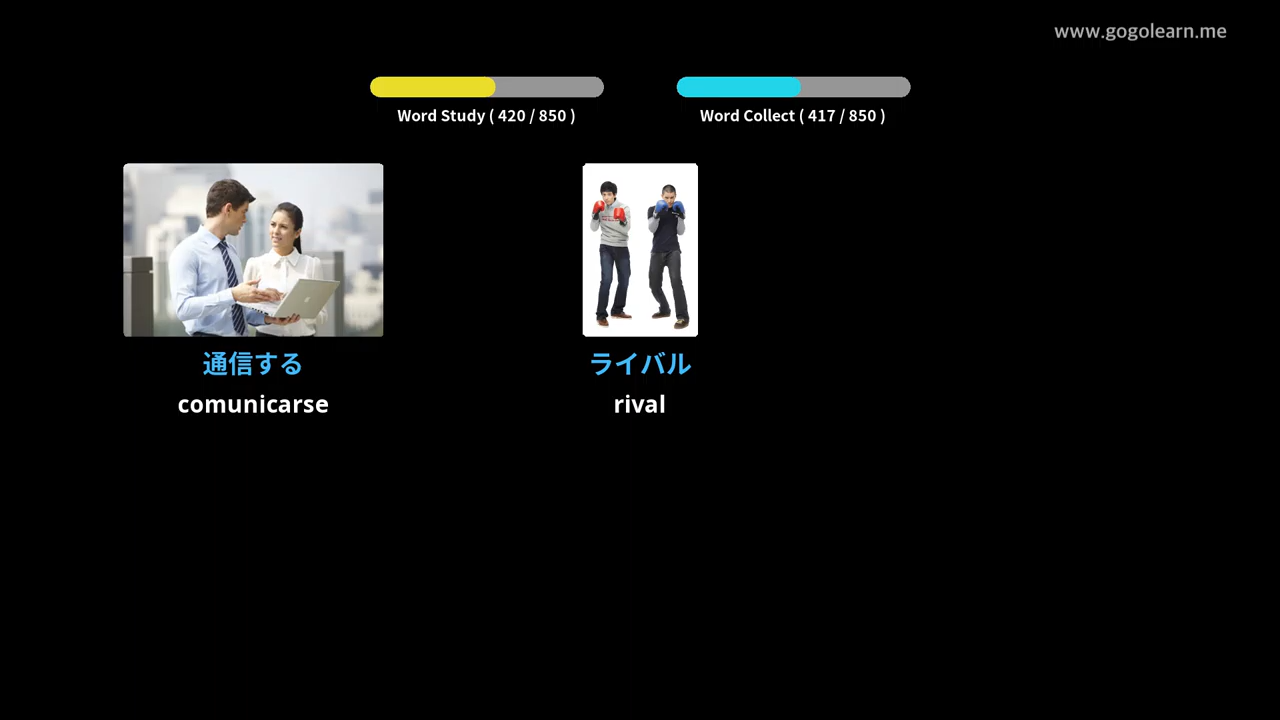 www.gogolearn.me
Word Study ( 420 / 850 )
Word Collect ( 417 / 850 )
通信する
comunicarse
ライバル
rival